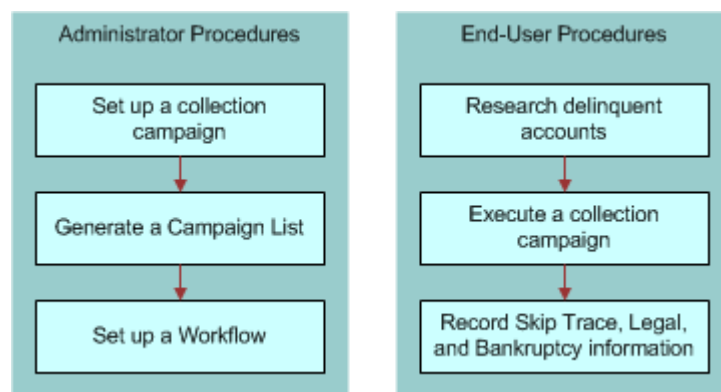 Administrator Procedures
Set up a collection
campaign
Generate a Campaign List
Set up a Workflow
End-User Procedures
Research delinquent
accounts
Execute a collection
campaign
Record Skip Trace, Legal,
and Bankruptcy information